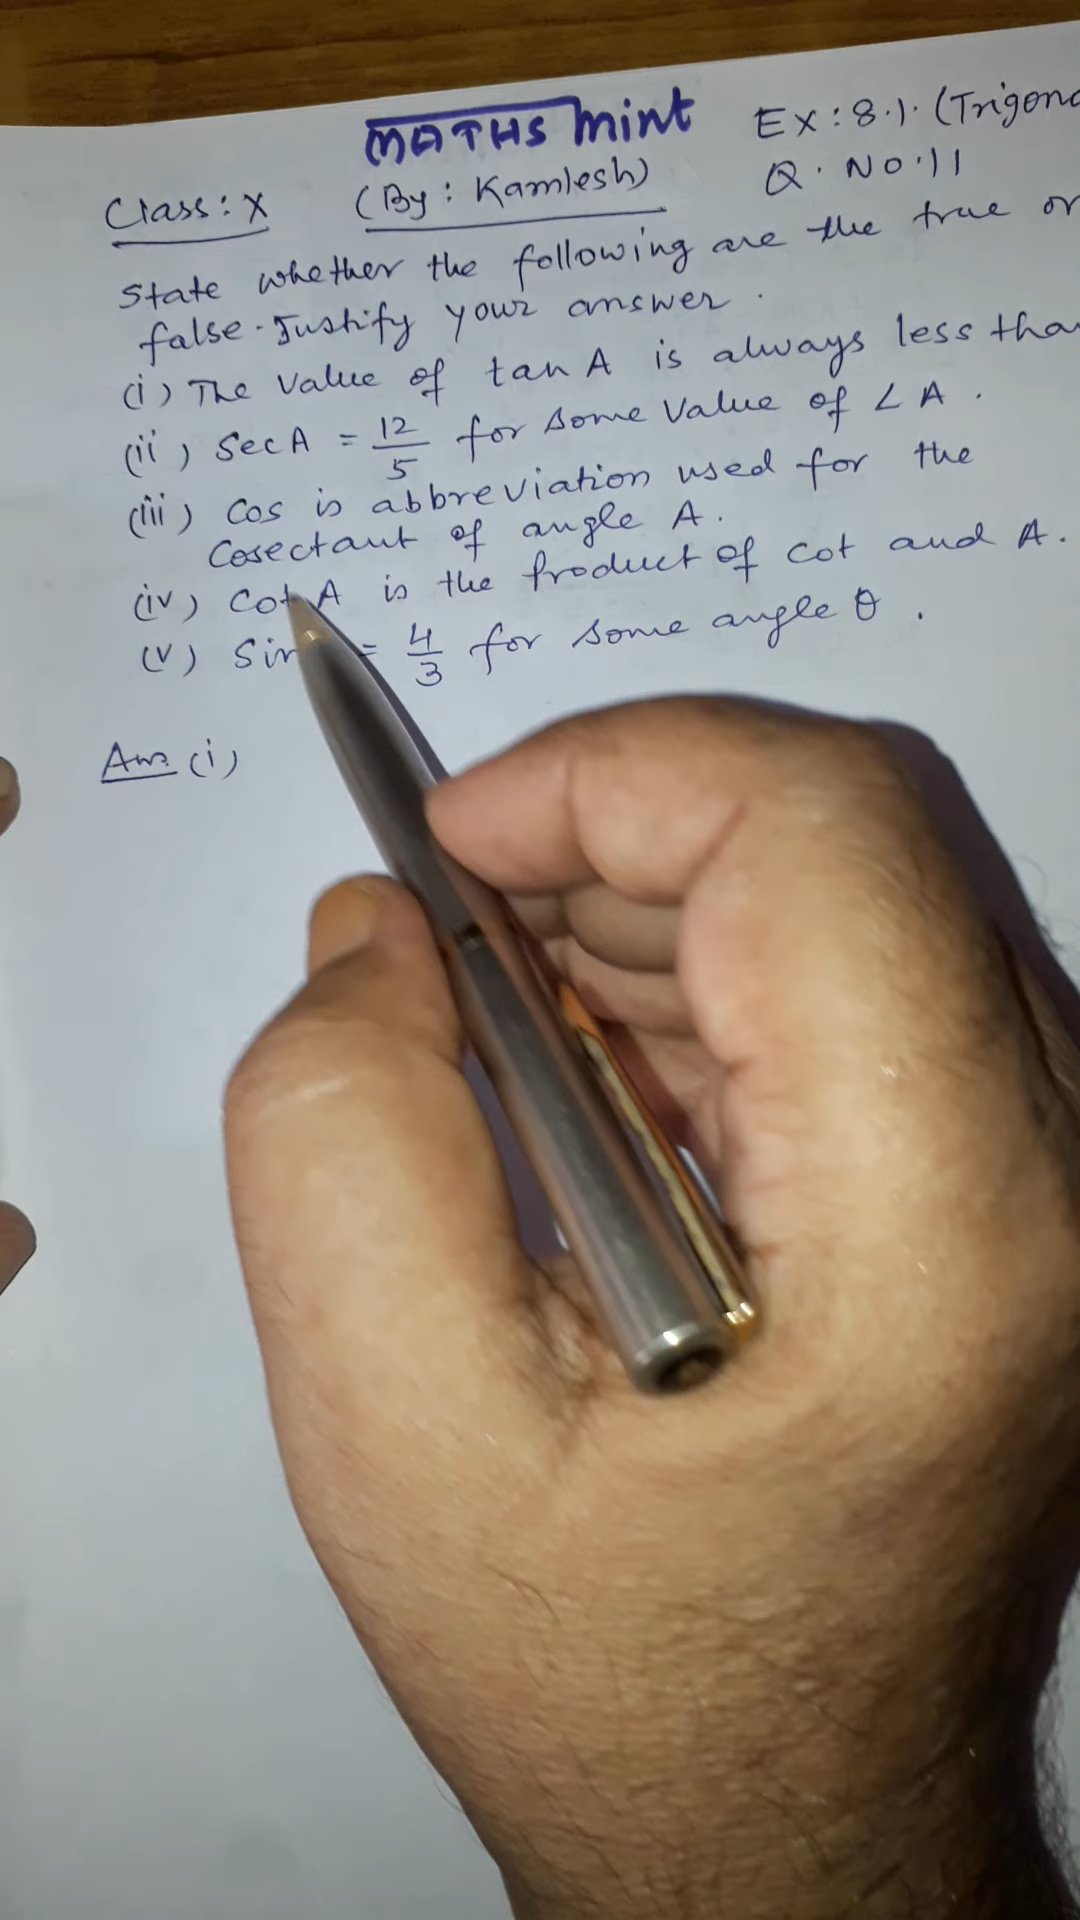 MATHS mint
Ex : 8.1. (Trigono
Class : X
(By : Kamlesh)
Q. No. 11
State whether the following are the true or
false. Justify your answer.
(i) The value of tan A is always less than
(ii) Sec A = 12/5 for some value of ∠A.
(iii) Cos is abbreviation used for the
Cosectant of angle A.
(iv) Cot A is the product of cot and A.
(v) Sin = 4/3 for some angle θ.
Ans. (i)